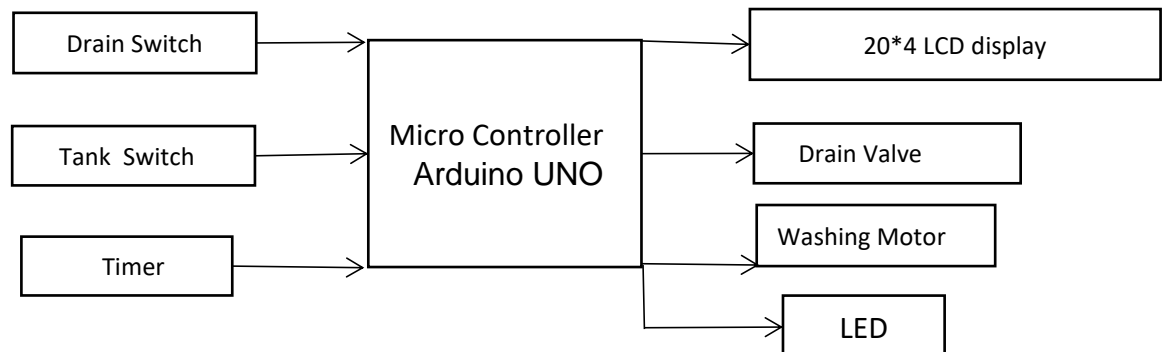 Drain Switch
20*4 LCD display
Micro Controller
Arduino UNO
Tank Switch
Drain Valve
Washing Motor
Timer
LED